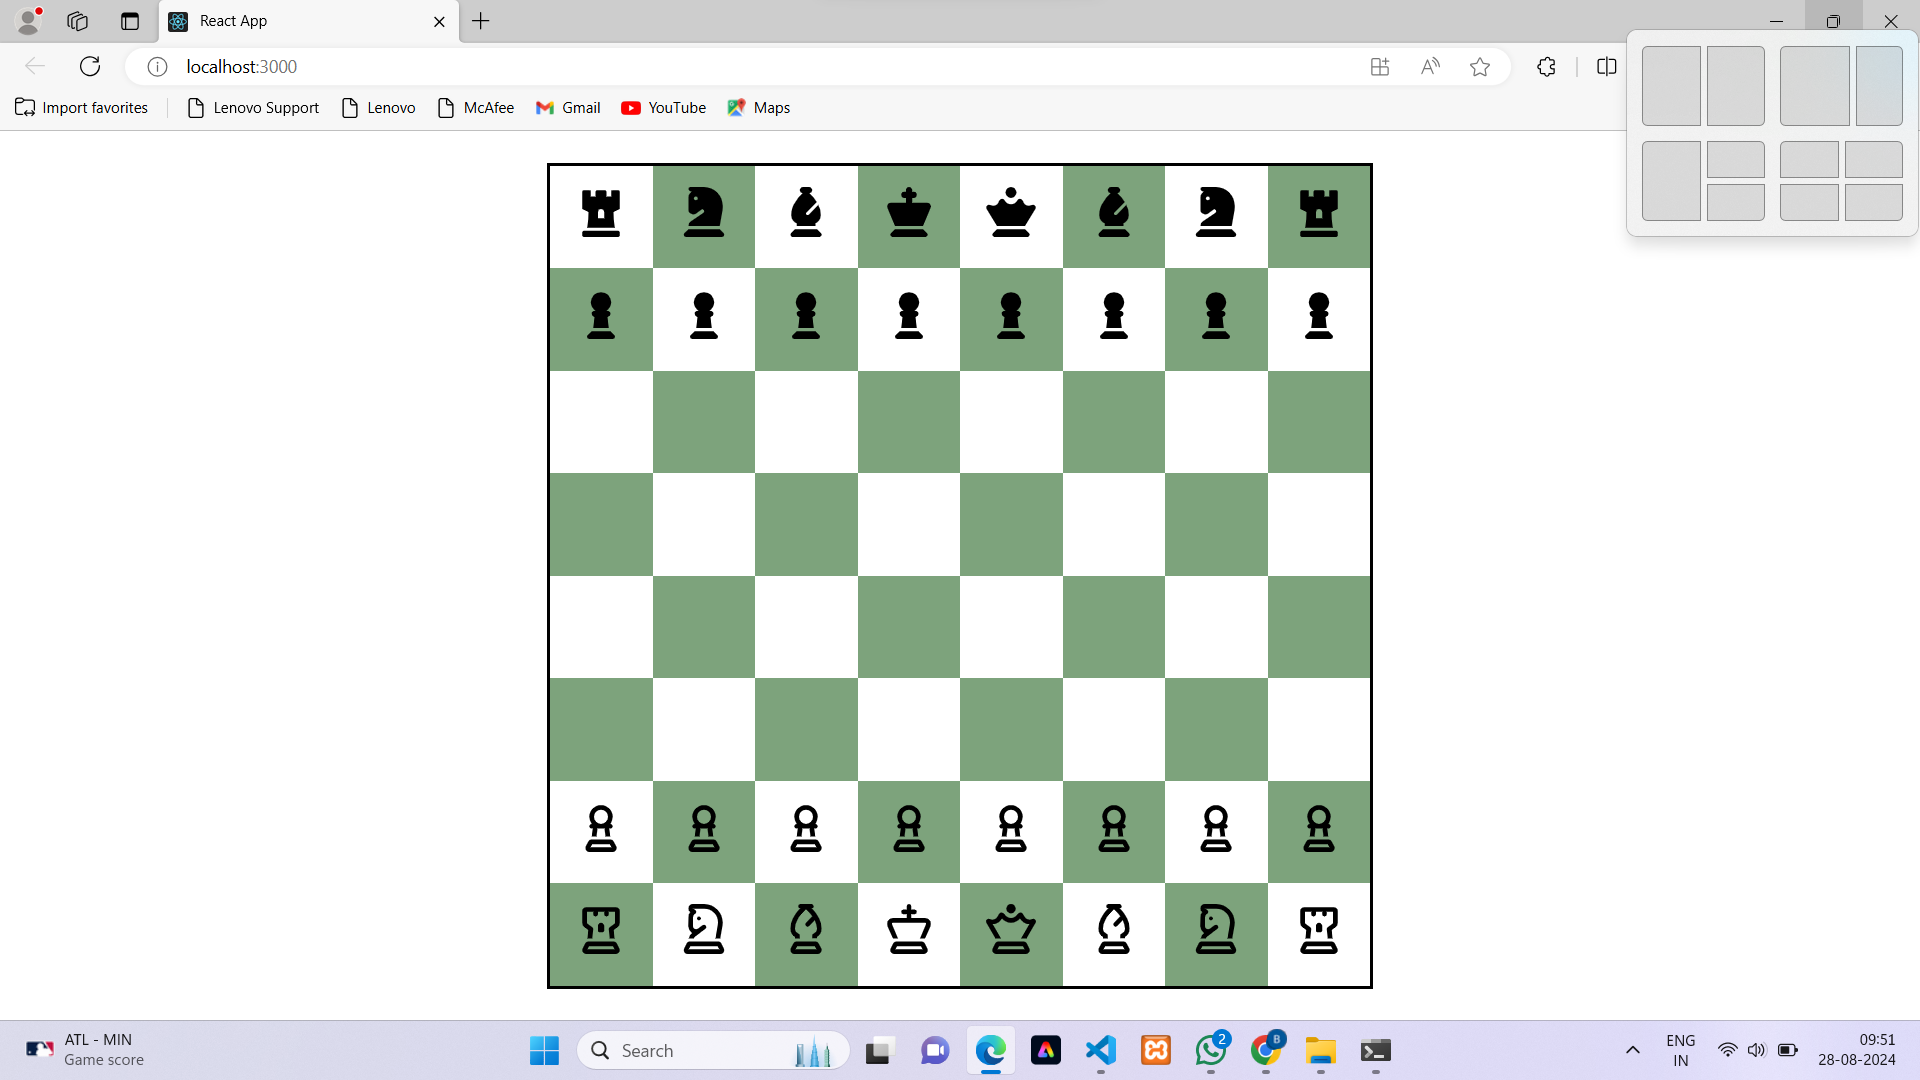 React App
localhost:3000
Import favorites
Lenovo Support
Lenovo
McAfee
Gmail
YouTube
Maps
ATL - MIN
Game score
Search
2
B
ENG
IN
09:51
28-08-2024